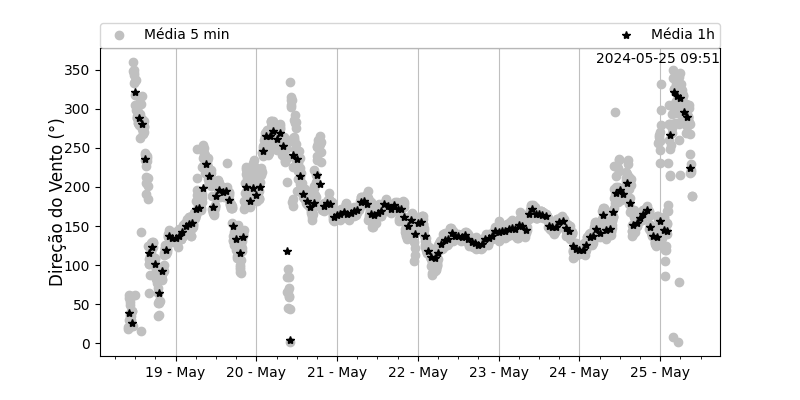 Média 5 min
Média 1h
2024-05-25 09:51
Direção do Vento (°)
350
300
250
200
150
100
50
0
19 - May
20 - May
21 - May
22 - May
23 - May
24 - May
25 - May